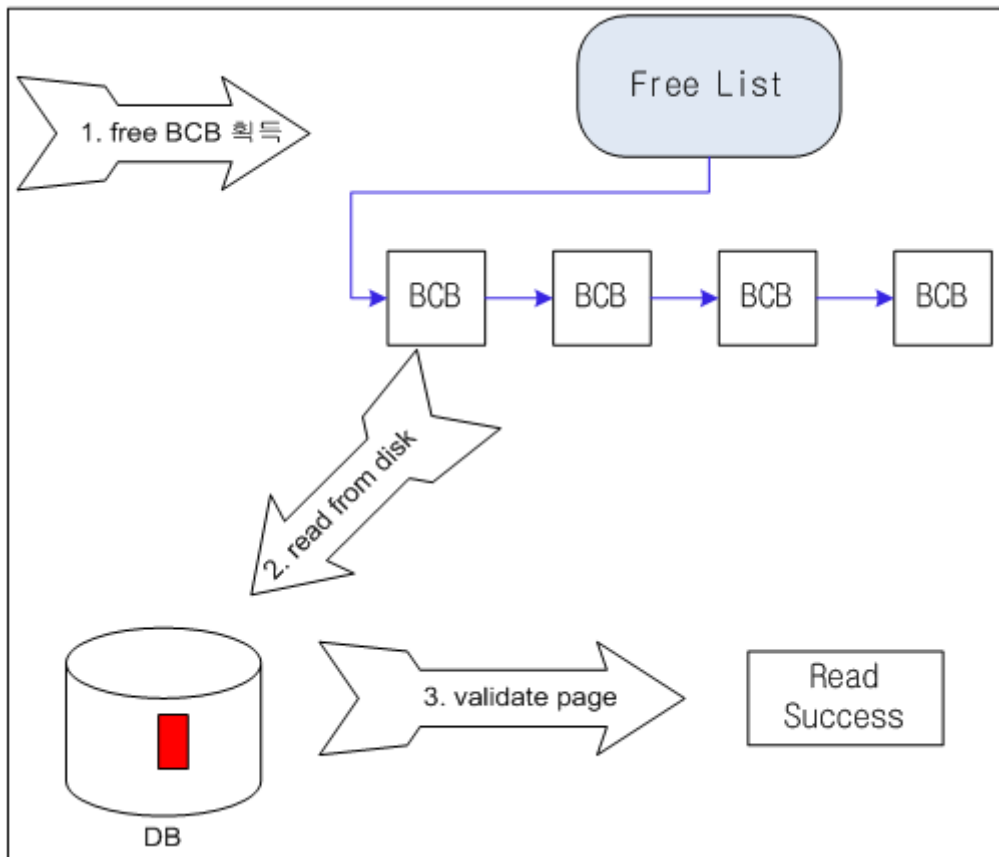 Free List
1. free BCB 획득
BCB
BCB
BCB
BCB
2. read from disk
3. validate page
Read
Success
DB